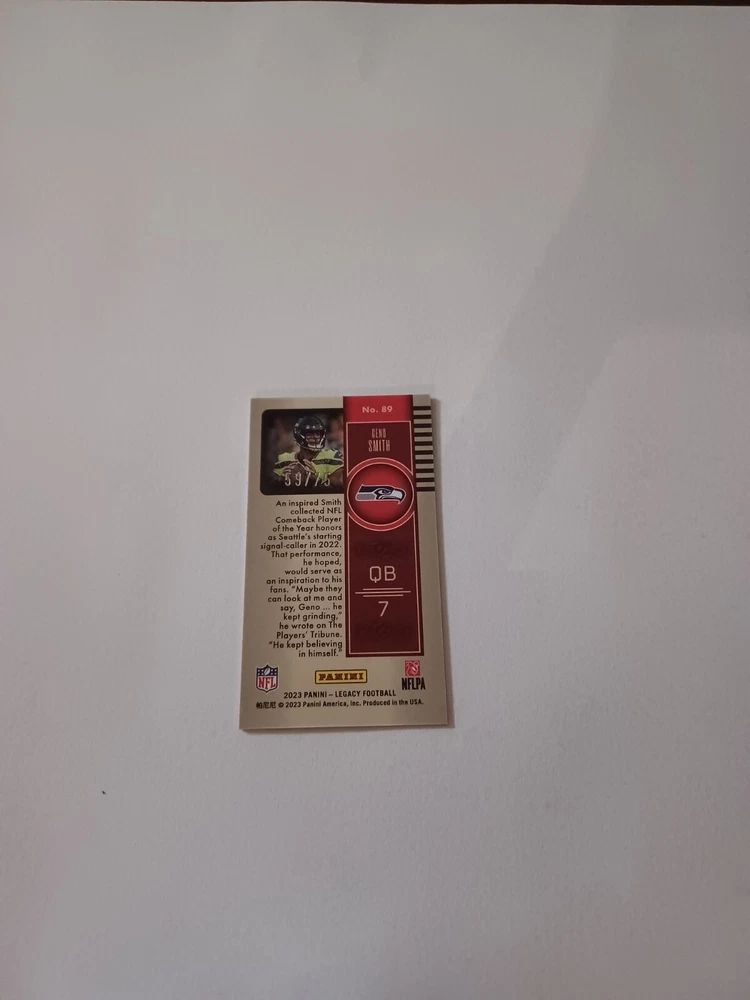 No. 89
GENO
SMITH
59/75
An inspired Smith
collected NFL
Comeback Player
of the Year honors
as Seattle's starting
signal-caller in 2022.
That performance,
he hoped,
would serve as
an inspiration to his
fans. "Maybe they
can look at me and
say, Geno ... he
kept grinding,"
he wrote on The
Players' Tribune.
"He kept believing
in himself."
QB
7
NFL
PANINI
NFLPA
2023 PANINI – LEGACY FOOTBALL
帕尼尼 © 2023 Panini America, Inc. Produced in the USA.